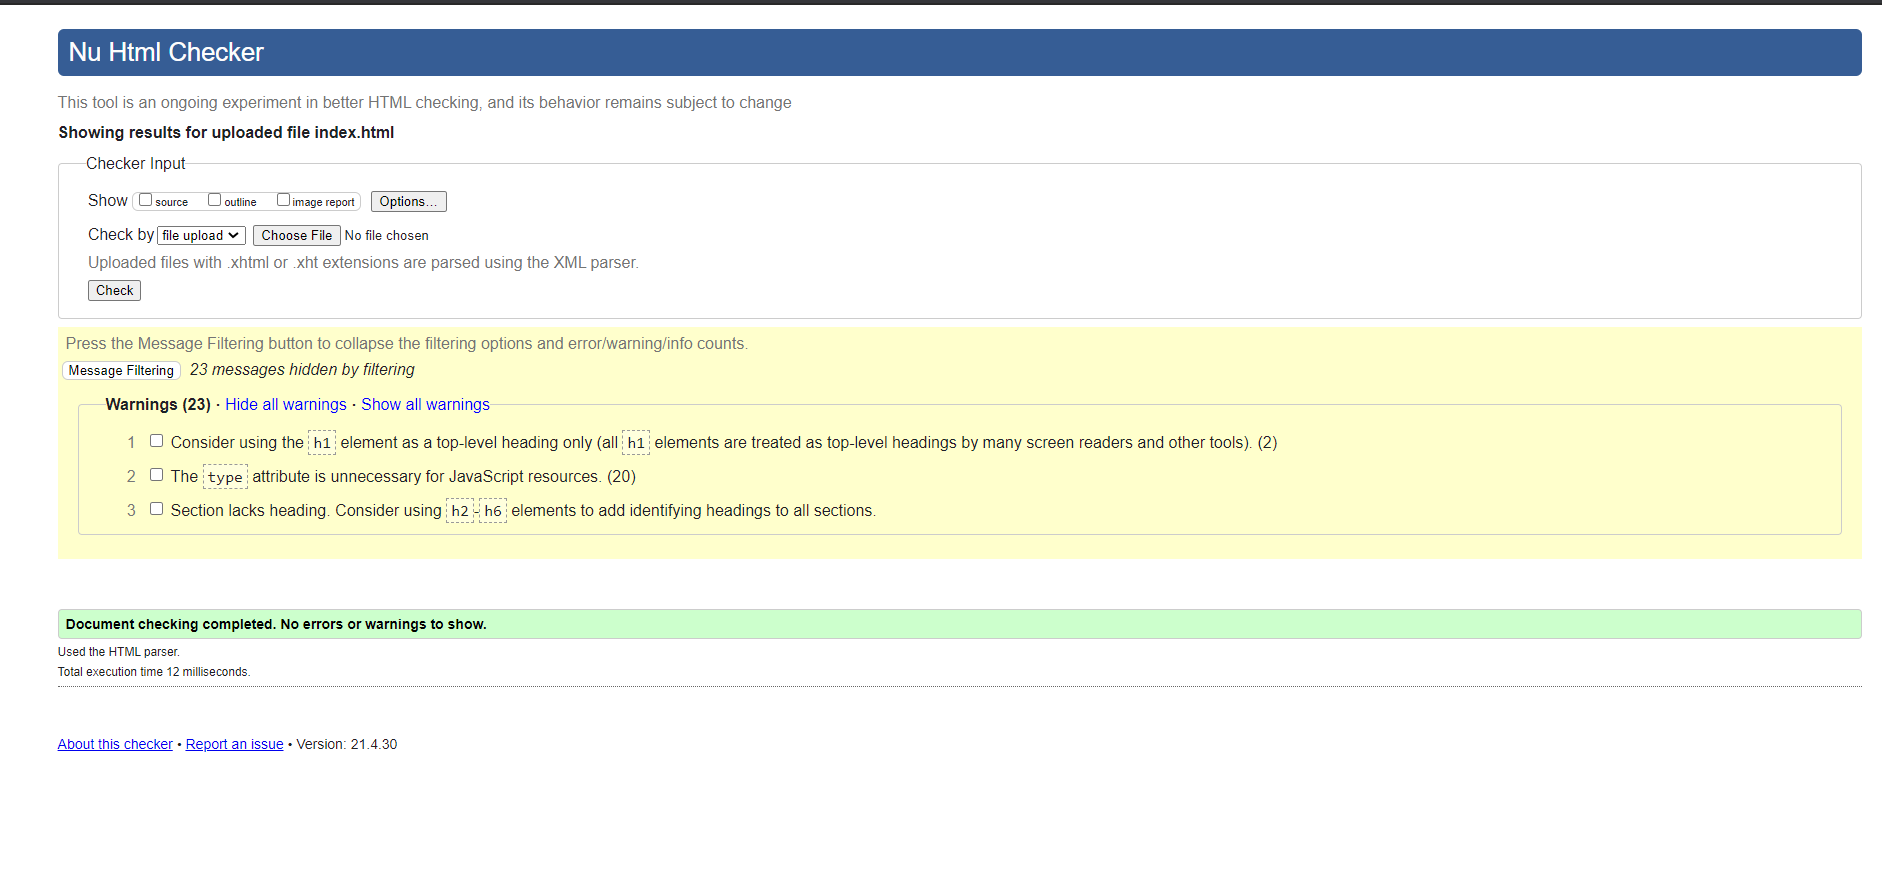 Nu Html Checker
This tool is an ongoing experiment in better HTML checking, and its behavior remains subject to change
Showing results for uploaded file index.html
Checker Input
Show source outline image report Options...
Check by file upload Choose File No file chosen
Uploaded files with .xhtml or .xht extensions are parsed using the XML parser.
Check
Press the Message Filtering button to collapse the filtering options and error/warning/info counts.
Message Filtering 23 messages hidden by filtering
Warnings (23) · Hide all warnings · Show all warnings
1 Consider using the h1 element as a top-level heading only (all h1 elements are treated as top-level headings by many screen readers and other tools). (2)
2 The type attribute is unnecessary for JavaScript resources. (20)
3 Section lacks heading. Consider using h2-h6 elements to add identifying headings to all sections.
Document checking completed. No errors or warnings to show.
Used the HTML parser.
Total execution time 12 milliseconds.
About this checker • Report an issue • Version: 21.4.30